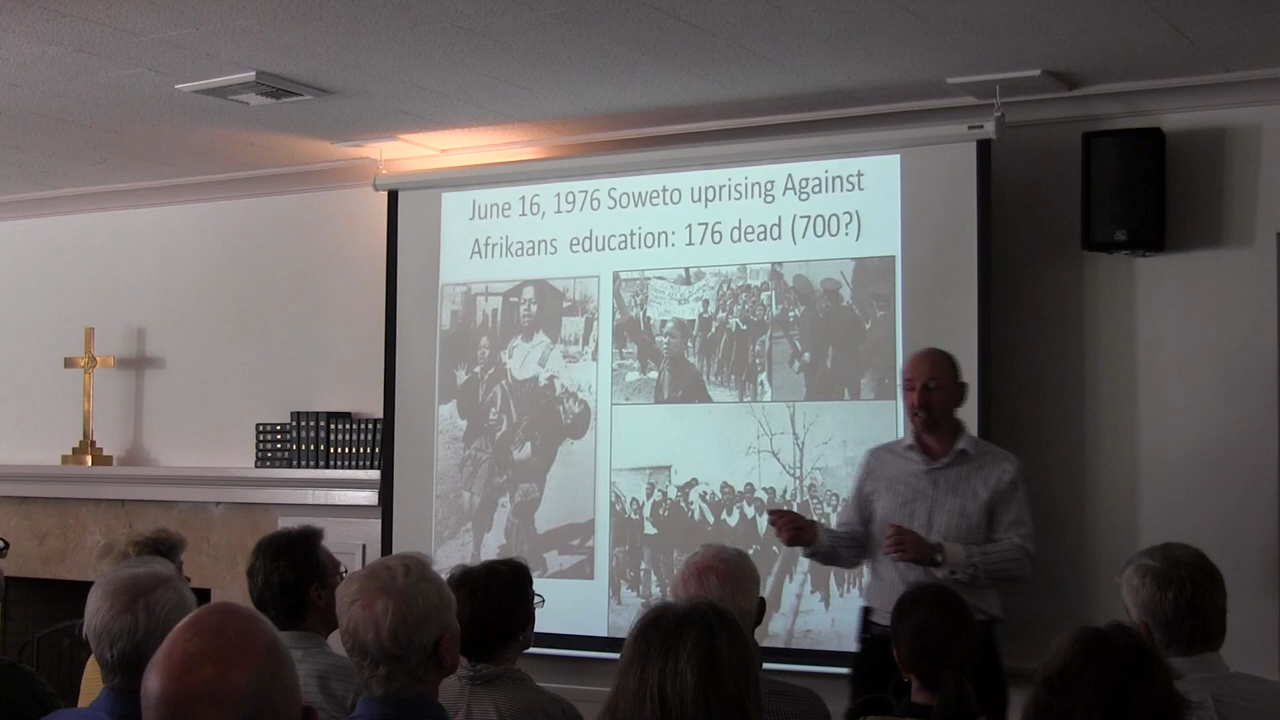 June 16, 1976 Soweto uprising Against
Afrikaans education: 176 dead (700?)